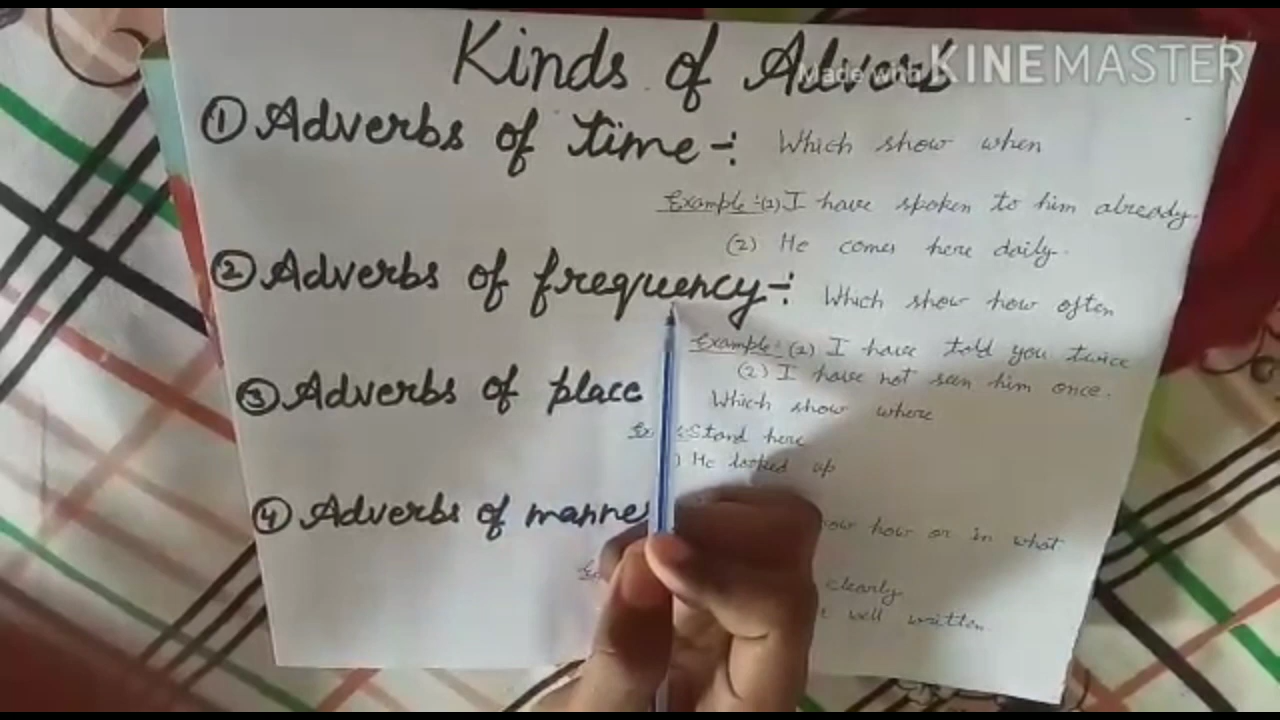 Kinds of Adverb
Made with KINEMASTER
① Adverbs of time -: Which show when
Example :- (1) I have spoken to him already.
(2) He comes here daily.
② Adverbs of frequency -: Which show how often
Example :- (1) I have told you twice
(2) I have not seen him once.
③ Adverbs of place Which show where
Stand here
) He looked up
④ Adverbs of manne how or in what
clearly
well written.